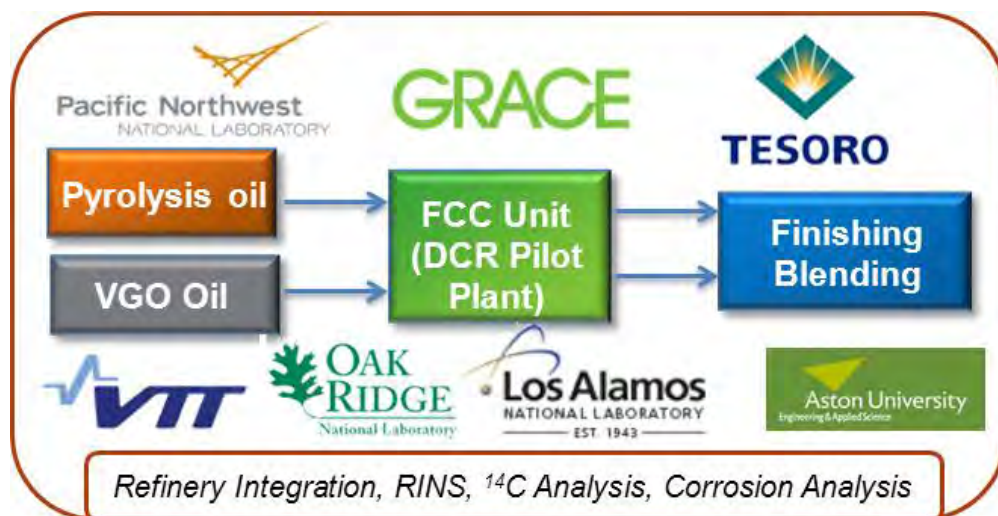 Pacific Northwest
NATIONAL LABORATORY
GRACE
TESORO
Pyrolysis oil
VGO Oil
FCC Unit
(DCR Pilot
Plant)
Finishing
Blending
VTT
OAK
RIDGE
National Laboratory
Los Alamos
NATIONAL LABORATORY
EST. 1943
Aston University
Engineering & Applied Science
Refinery Integration, RINS, ¹⁴C Analysis, Corrosion Analysis